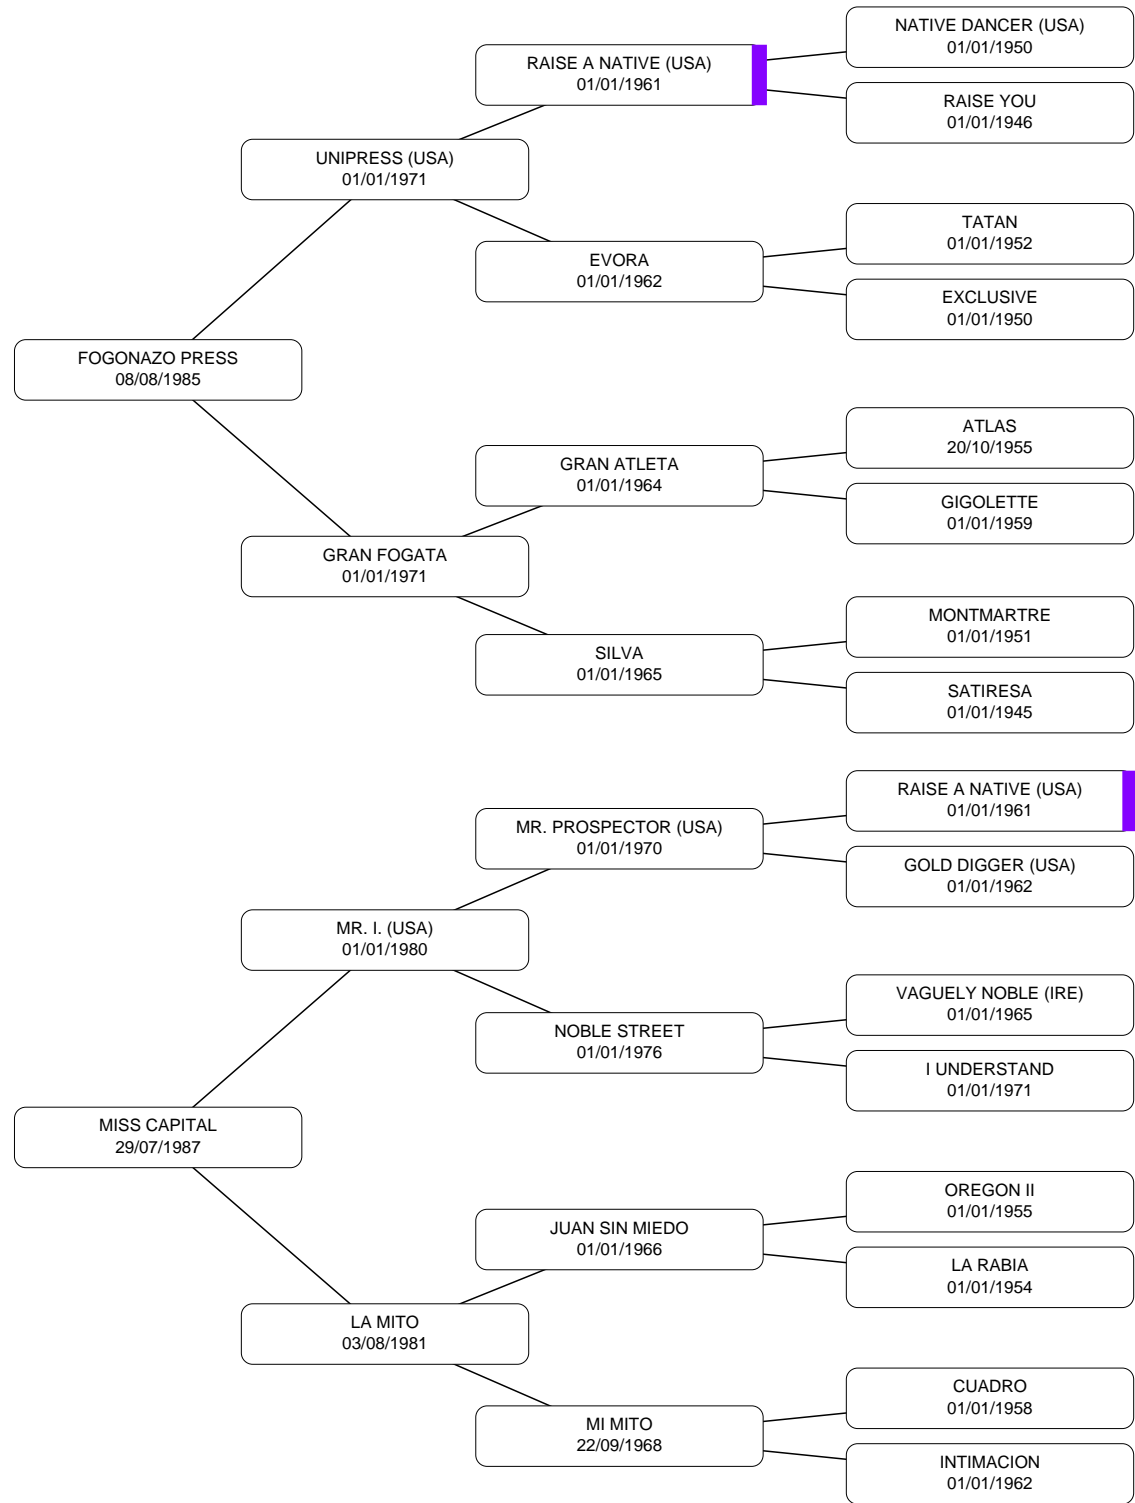 NATIVE DANCER (USA)
01/01/1950
RAISE A NATIVE (USA)
01/01/1961
RAISE YOU
01/01/1946
UNIPRESS (USA)
01/01/1971
TATAN
01/01/1952
EVORA
01/01/1962
EXCLUSIVE
01/01/1950
FOGONAZO PRESS
08/08/1985
ATLAS
20/10/1955
GRAN ATLETA
01/01/1964
GIGOLETTE
01/01/1959
GRAN FOGATA
01/01/1971
MONTMARTRE
01/01/1951
SILVA
01/01/1965
SATIRESA
01/01/1945
RAISE A NATIVE (USA)
01/01/1961
MR. PROSPECTOR (USA)
01/01/1970
GOLD DIGGER (USA)
01/01/1962
MR. I. (USA)
01/01/1980
VAGUELY NOBLE (IRE)
01/01/1965
NOBLE STREET
01/01/1976
I UNDERSTAND
01/01/1971
MISS CAPITAL
29/07/1987
OREGON II
01/01/1955
JUAN SIN MIEDO
01/01/1966
LA RABIA
01/01/1954
LA MITO
03/08/1981
CUADRO
01/01/1958
MI MITO
22/09/1968
INTIMACION
01/01/1962